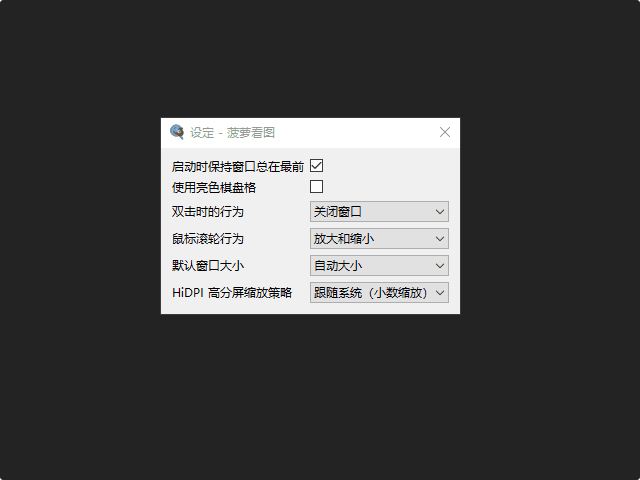 设定 - 菠萝看图
启动时保持窗口总在最前
使用亮色棋盘格
双击时的行为 关闭窗口
鼠标滚轮行为 放大和缩小
默认窗口大小 自动大小
HiDPI 高分屏缩放策略 跟随系统（小数缩放）